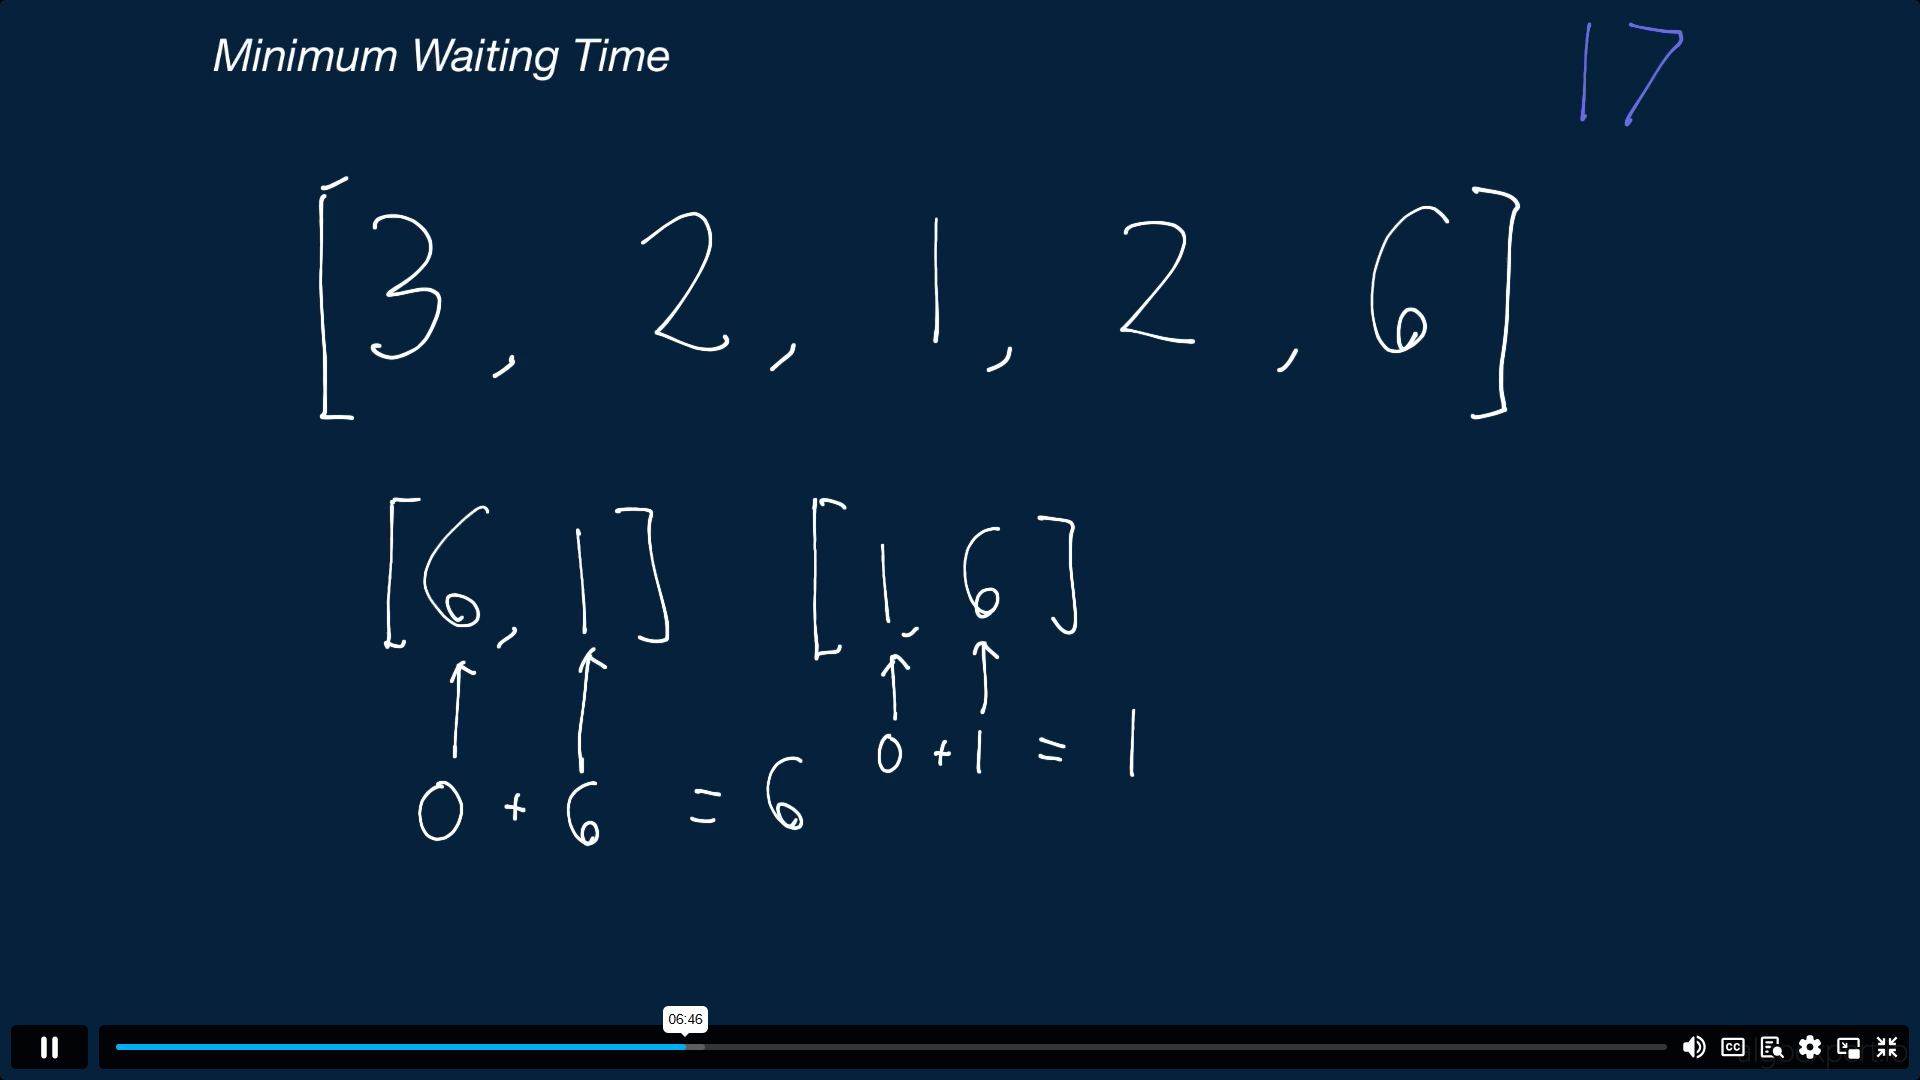 Minimum Waiting Time
17
[3, 2, 1, 2, 6]
[6, 1] [1, 6]
0 + 1 = 1
0 + 6 = 6
06:46
CC